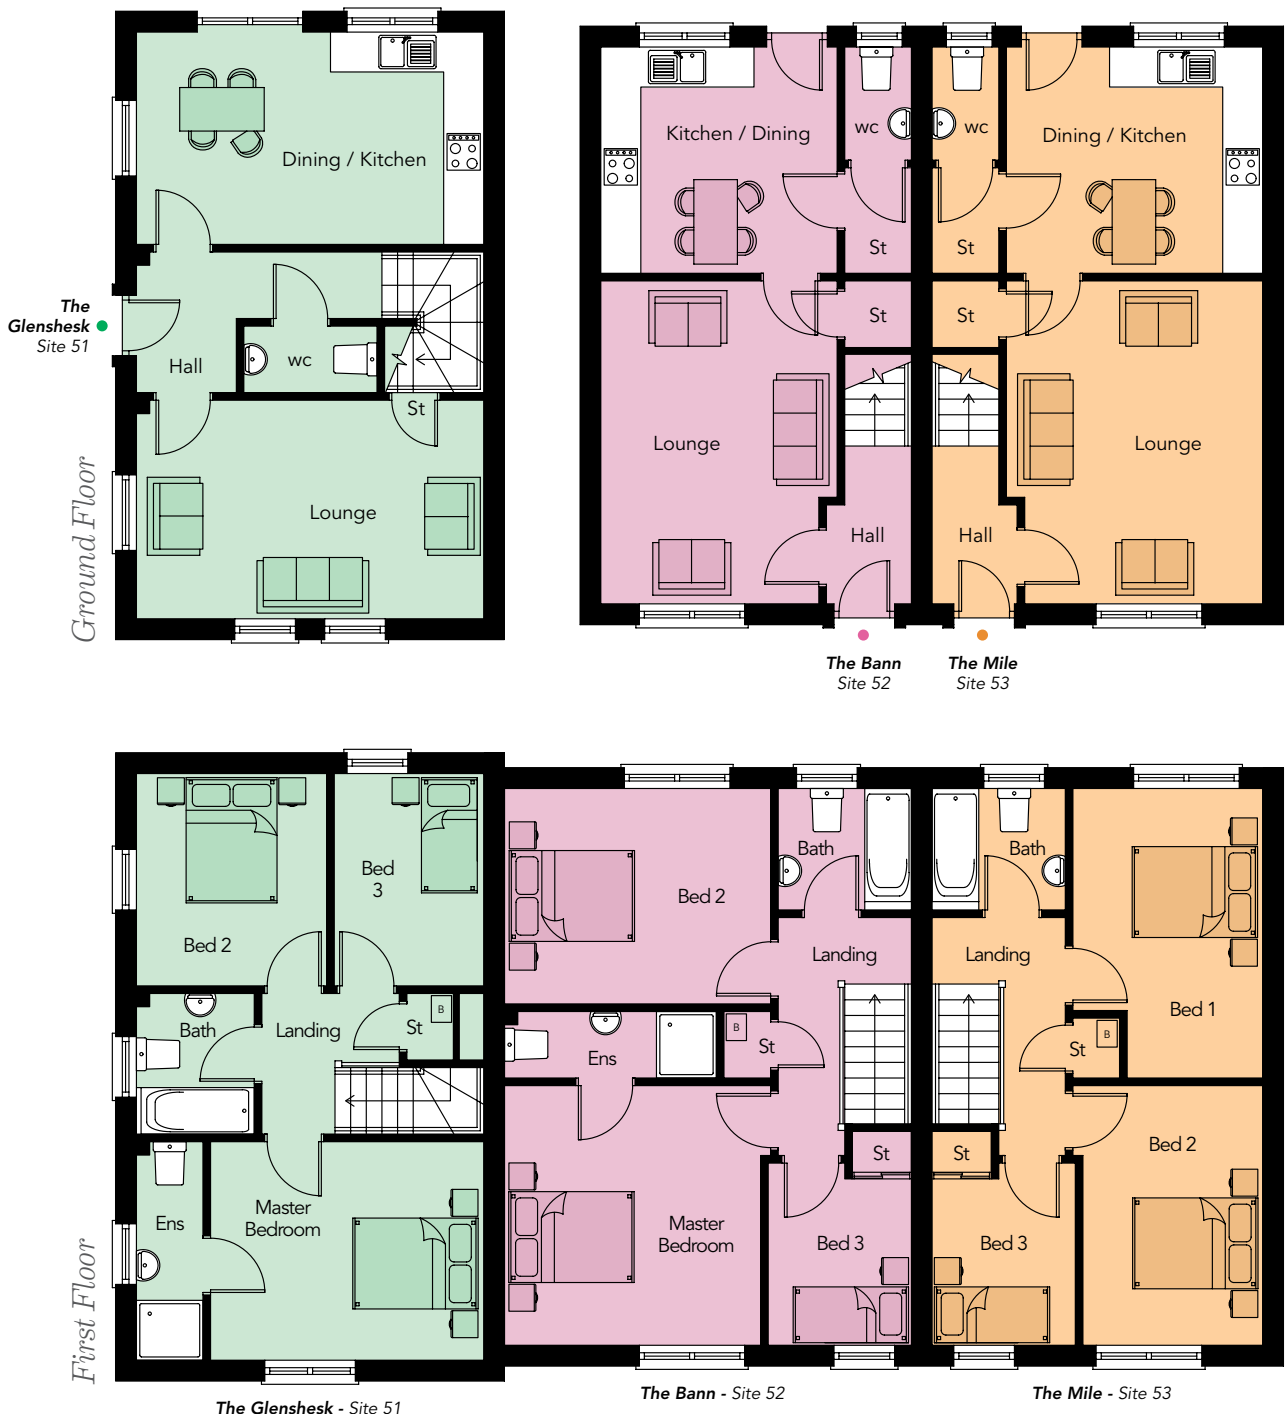 Ground Floor
Dining / Kitchen
The
Glenshesk
Site 51
Hall
wc
St
Lounge
Kitchen / Dining
wc
St
St
Lounge
Hall
The Bann
Site 52
wc
Dining / Kitchen
St
St
Lounge
Hall
The Mile
Site 53
First Floor
Bed 2
Bed
3
Bath
Landing
St
B
Ens
Master
Bedroom
The Glenshesk - Site 51
Bed 2
Bath
Landing
Ens
B
St
St
Master
Bedroom
Bed 3
The Bann - Site 52
Bath
Landing
Bed 1
B
St
St
Bed 2
Bed 3
The Mile - Site 53